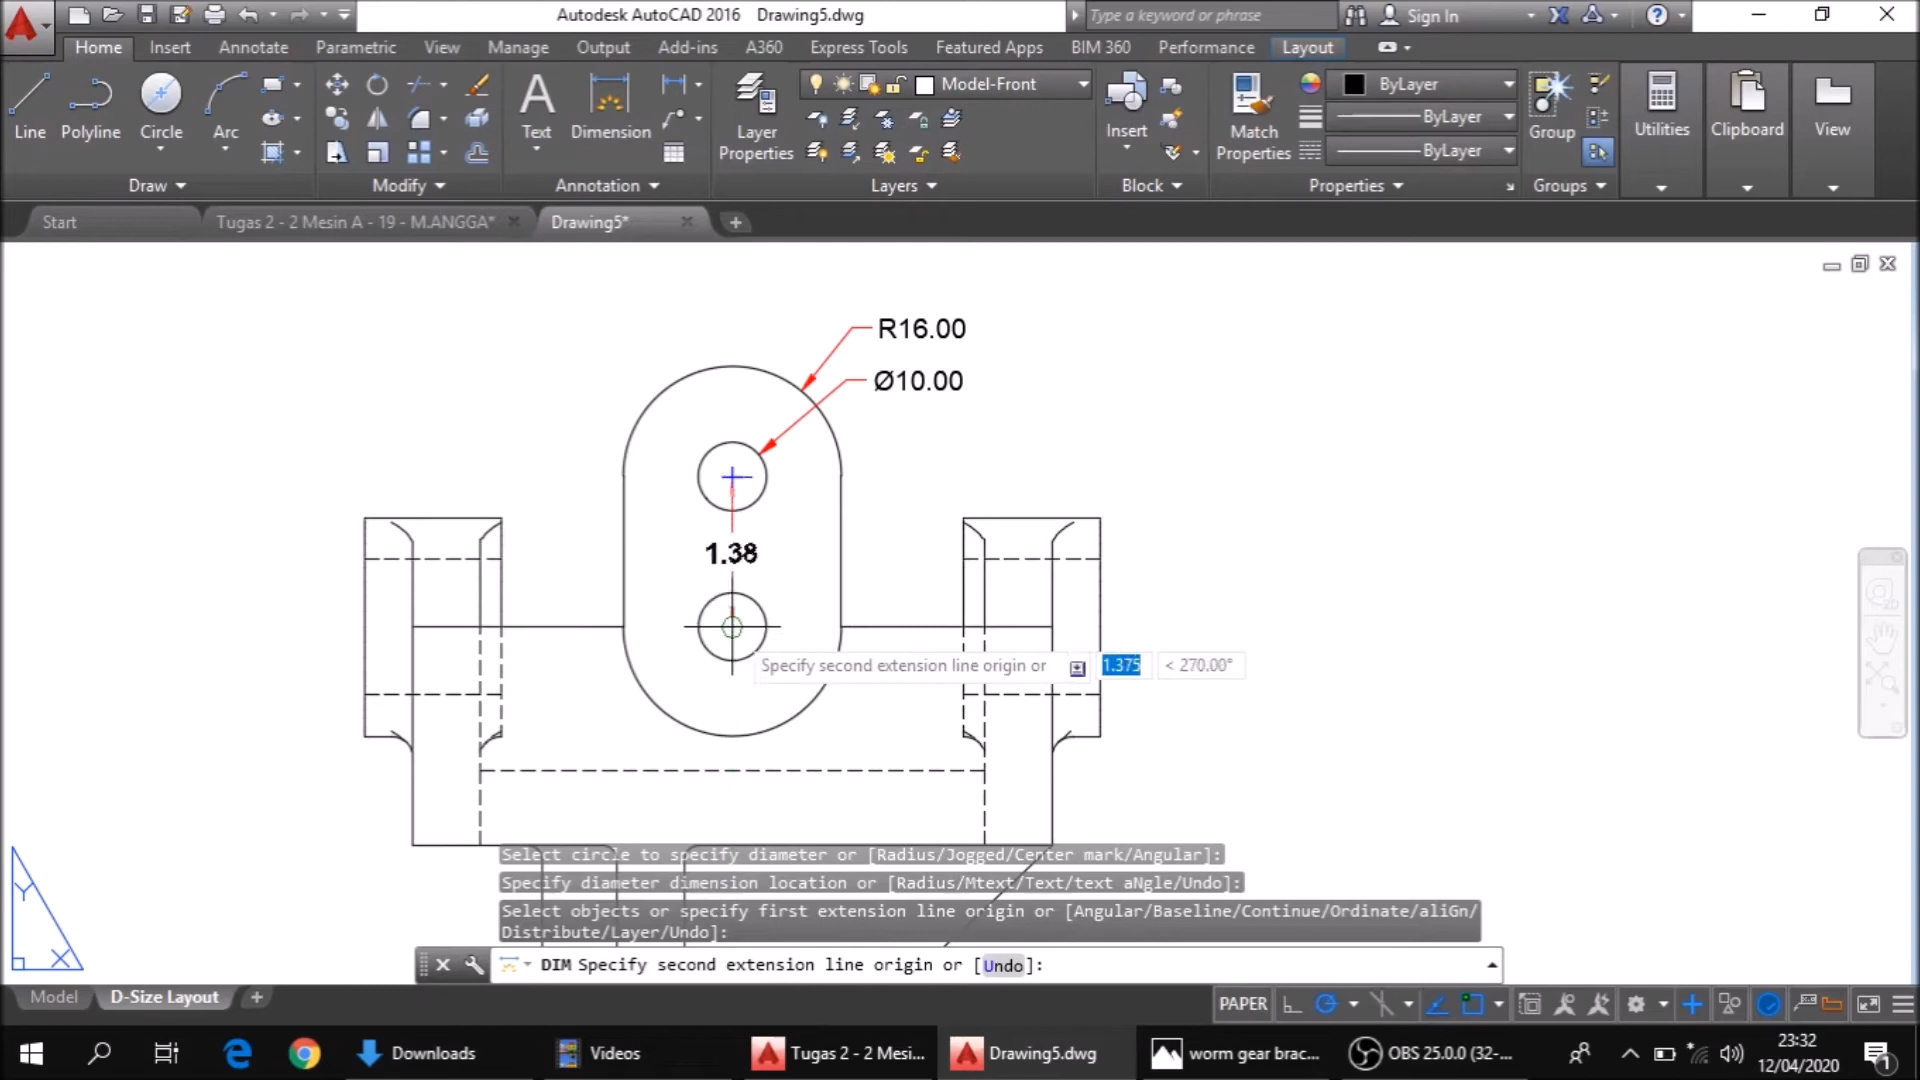 Autodesk AutoCAD 2016 Drawing5.dwg
Type a keyword or phrase
Sign In
Home Insert Annotate Parametric View Manage Output Add-ins A360 Express Tools Featured Apps BIM 360 Performance Layout
Line Polyline Circle Arc
Text Dimension
Layer Properties
Model-Front
Insert
Match Properties
ByLayer
ByLayer
ByLayer
Group
Utilities
Clipboard
View
Draw Modify Annotation Layers Block Properties Groups
Start Tugas 2 - 2 Mesin A - 19 - M.ANGGA* Drawing5*
R16.00
Ø10.00
1.38
Specify second extension line origin or 1.375 < 270.00°
Select circle to specify diameter or [Radius/Jogged/Center mark/Angular]:
Specify diameter dimension location or [Radius/Mtext/Text/text aNgle/Undo]:
Select objects or specify first extension line origin or [Angular/Baseline/Continue/Ordinate/aliGn/
Distribute/Layer/Undo]:
DIM Specify second extension line origin or [Undo]:
Y
X
Model D-Size Layout
PAPER
Downloads Videos Tugas 2 - 2 Mesi... Drawing5.dwg worm gear brac... OBS 25.0.0 (32-...
23:32
12/04/2020
1